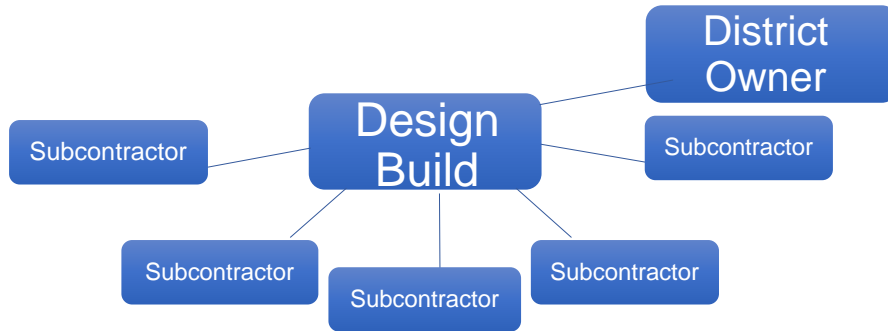 District
Owner
Design
Build
Subcontractor
Subcontractor
Subcontractor
Subcontractor
Subcontractor